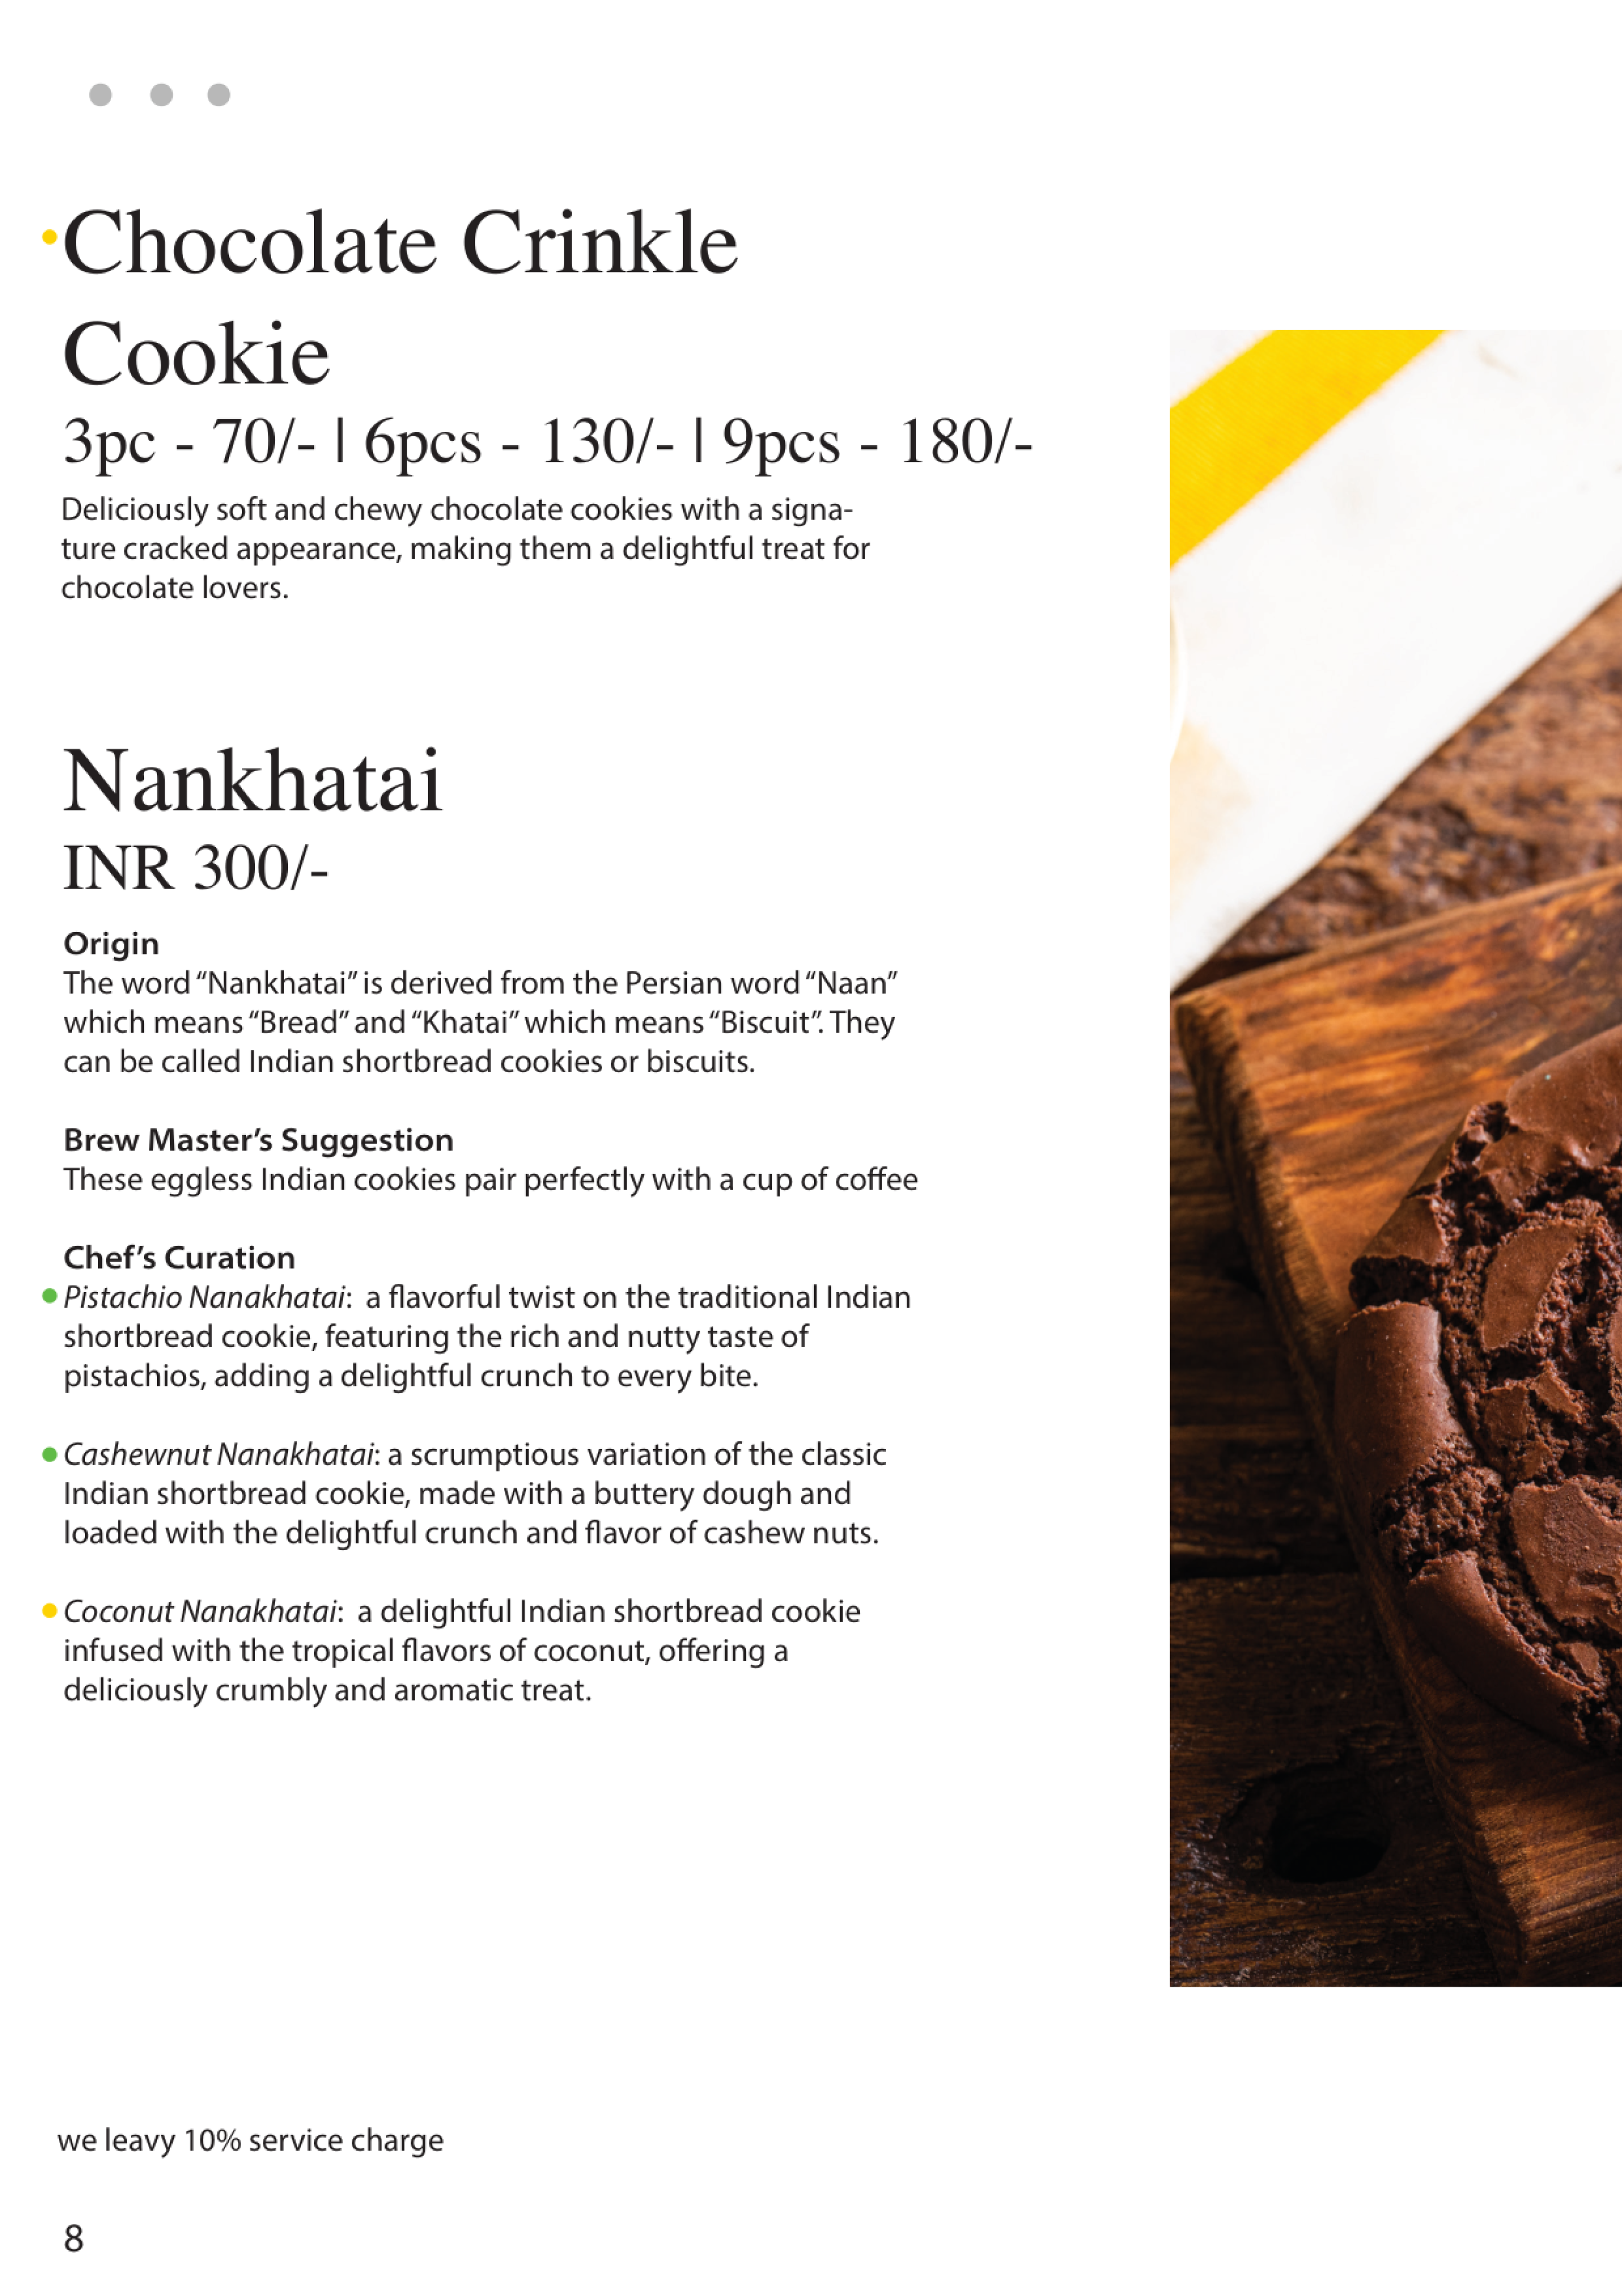 Chocolate Crinkle
Cookie
3pc - 70/- | 6pcs - 130/- | 9pcs - 180/-
Deliciously soft and chewy chocolate cookies with a signa-
ture cracked appearance, making them a delightful treat for
chocolate lovers.
Nankhatai
INR 300/-
Origin
The word “Nankhatai” is derived from the Persian word “Naan”
which means “Bread” and “Khatai” which means “Biscuit”. They
can be called Indian shortbread cookies or biscuits.
Brew Master’s Suggestion
These eggless Indian cookies pair perfectly with a cup of coffee
Chef’s Curation
Pistachio Nanakhatai: a flavorful twist on the traditional Indian
shortbread cookie, featuring the rich and nutty taste of
pistachios, adding a delightful crunch to every bite.
Cashewnut Nanakhatai: a scrumptious variation of the classic
Indian shortbread cookie, made with a buttery dough and
loaded with the delightful crunch and flavor of cashew nuts.
Coconut Nanakhatai: a delightful Indian shortbread cookie
infused with the tropical flavors of coconut, offering a
deliciously crumbly and aromatic treat.
we leavy 10% service charge
8